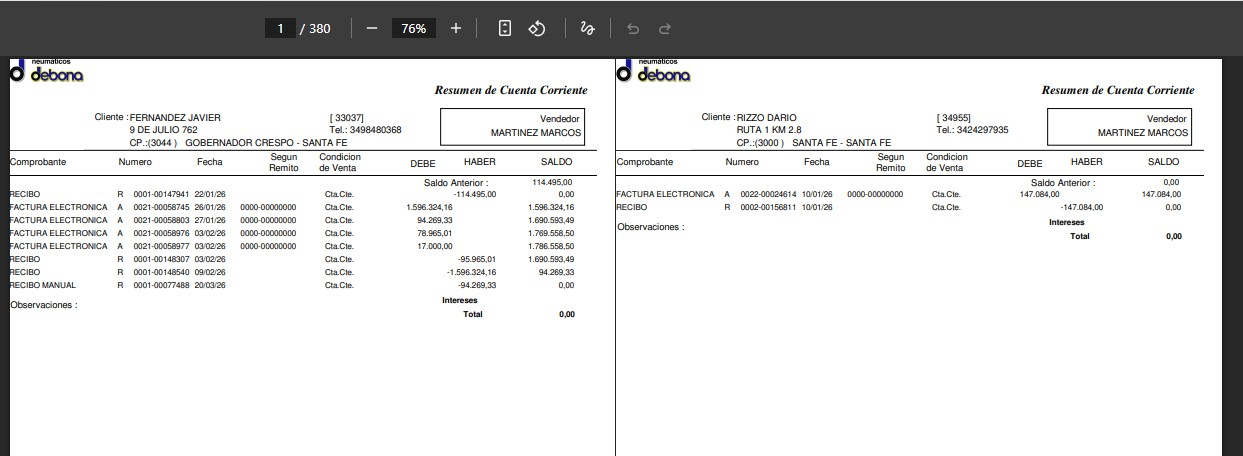 1 / 380 76%
neumáticos
debona
Resumen de Cuenta Corriente
Cliente : FERNANDEZ JAVIER [ 33037]
9 DE JULIO 762 Tel.: 3498480368
CP.:(3044 ) GOBERNADOR CRESPO - SANTA FE
Vendedor
MARTINEZ MARCOS
Comprobante Numero Fecha Segun Remito Condicion de Venta DEBE HABER SALDO
Saldo Anterior : 114.495,00
RECIBO R 0001-00147941 22/01/26 Cta.Cte. -114.495,00 0,00
FACTURA ELECTRONICA A 0021-00058745 26/01/26 0000-00000000 Cta.Cte. 1.596.324,16 1.596.324,16
FACTURA ELECTRONICA A 0021-00058803 27/01/26 0000-00000000 Cta.Cte. 94.269,33 1.690.593,49
FACTURA ELECTRONICA A 0021-00058976 03/02/26 0000-00000000 Cta.Cte. 78.965,01 1.769.558,50
FACTURA ELECTRONICA A 0021-00058977 03/02/26 0000-00000000 Cta.Cte. 17.000,00 1.786.558,50
RECIBO R 0001-00148307 03/02/26 Cta.Cte. -95.965,01 1.690.593,49
RECIBO R 0001-00148540 09/02/26 Cta.Cte. -1.596.324,16 94.269,33
RECIBO MANUAL R 0001-00077488 20/03/26 Cta.Cte. -94.269,33 0,00
Observaciones :
Intereses
Total 0,00
neumáticos
debona
Resumen de Cuenta Corriente
Cliente : RIZZO DARIO [ 34955]
RUTA 1 KM 2.8 Tel.: 3424297935
CP.:(3000 ) SANTA FE - SANTA FE
Vendedor
MARTINEZ MARCOS
Comprobante Numero Fecha Segun Remito Condicion de Venta DEBE HABER SALDO
Saldo Anterior : 0,00
FACTURA ELECTRONICA A 0022-00024614 10/01/26 0000-00000000 Cta.Cte. 147.084,00 147.084,00
RECIBO R 0002-00156811 10/01/26 Cta.Cte. -147.084,00 0,00
Observaciones :
Intereses
Total 0,00